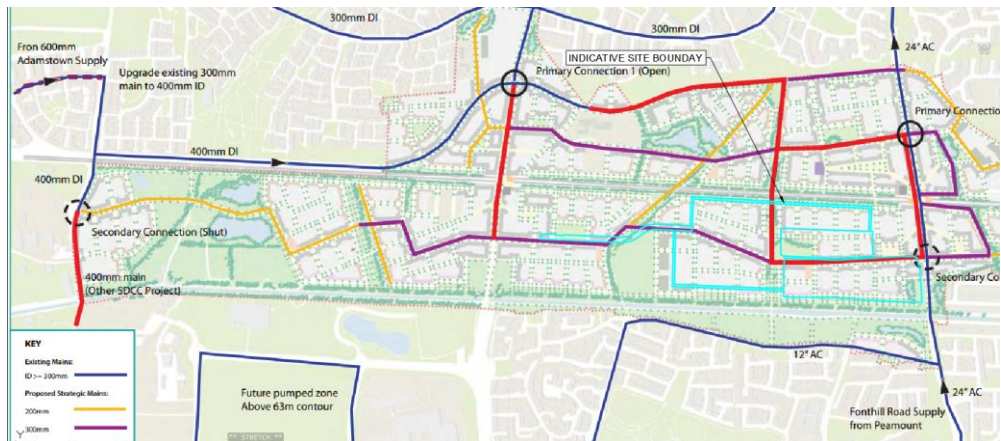 300mm DI
300mm DI
24" AC
Fron 600mm
Adamstown Supply
Upgrade existing 300mm
main to 400mm ID
INDICATIVE SITE BOUNDAY
Primary Connection 1 (Open)
Primary Connectio
400mm DI
400mm DI
Secondary Connection (Shut)
400mm main
(Other SDCC Project)
Secondary Co
KEY
Existing Mains:
ID >= 300mm
Proposed Strategic Mains:
200mm
300mm
Future pumped zone
Above 63m contour
** STRETCH **
12" AC
24" AC
Fonthill Road Supply
from Peamount
Y